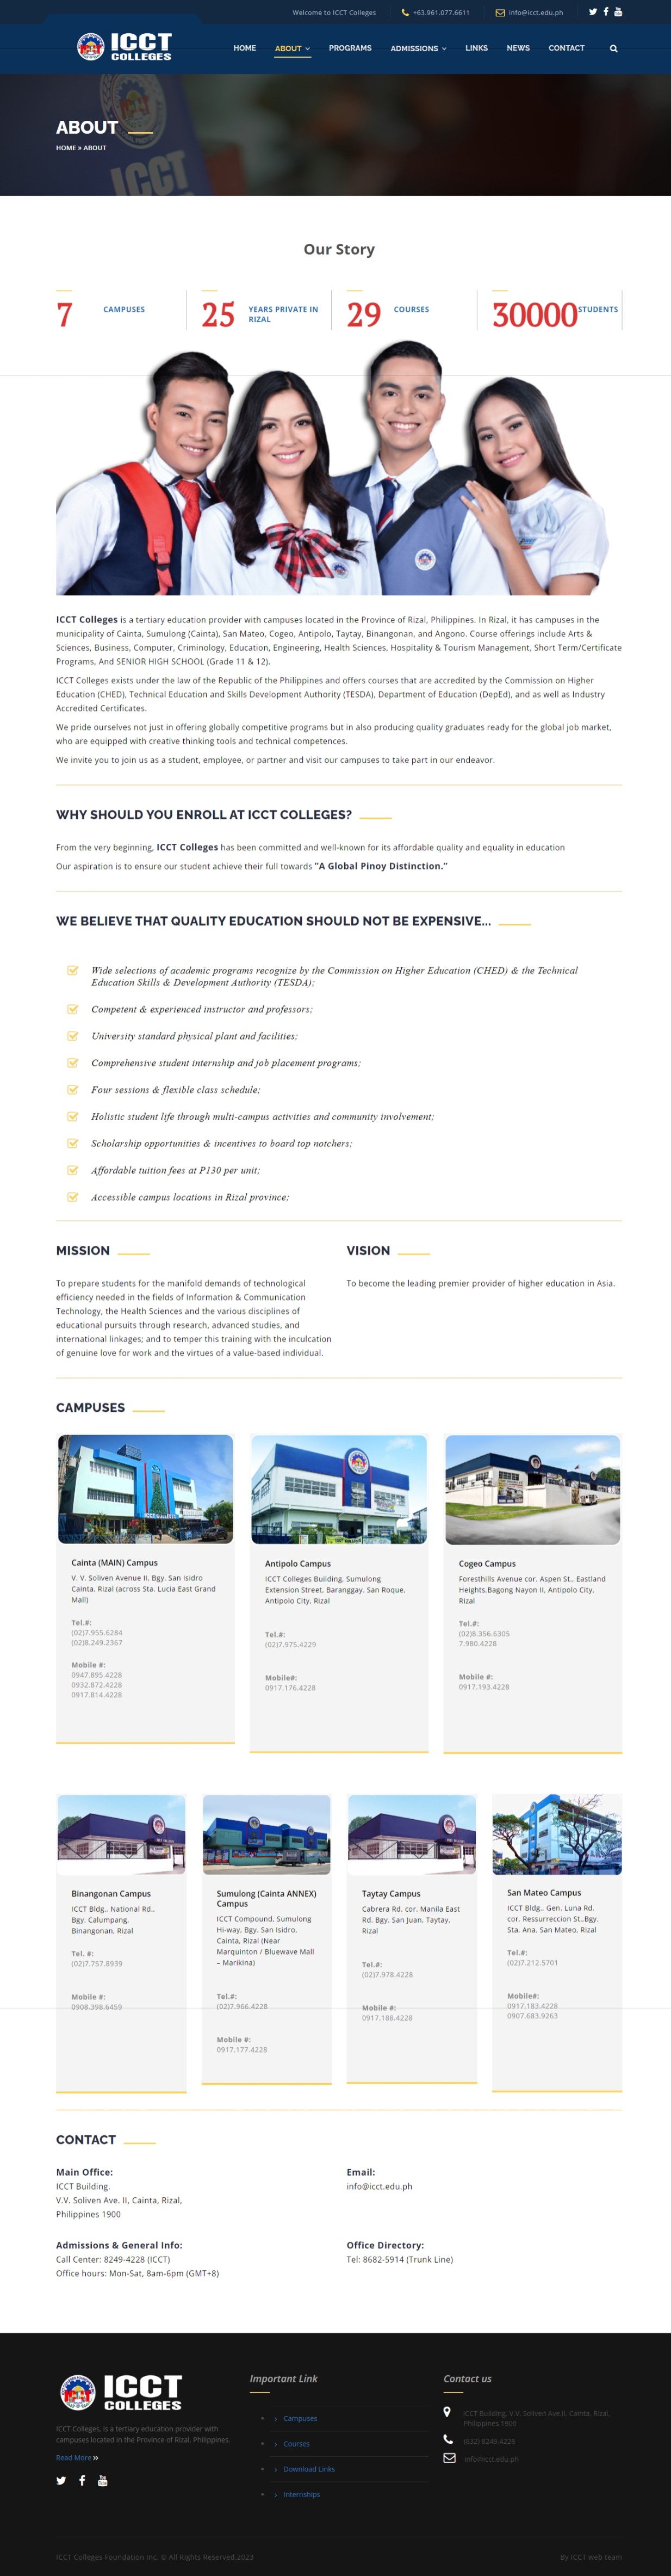 Welcome to ICCT Colleges
+63.961.077.6611
info@icct.edu.ph
ICCT
COLLEGES
HOME
ABOUT
PROGRAMS
ADMISSIONS
LINKS
NEWS
CONTACT
ABOUT
HOME » ABOUT
Our Story
7 CAMPUSES
25 YEARS PRIVATE IN
RIZAL
29 COURSES
30000 STUDENTS
ICCT Colleges is a tertiary education provider with campuses located in the Province of Rizal, Philippines. In Rizal, it has campuses in the
municipality of Cainta, Sumulong (Cainta), San Mateo, Cogeo, Antipolo, Taytay, Binangonan, and Angono. Course offerings include Arts &
Sciences, Business, Computer, Criminology, Education, Engineering, Health Sciences, Hospitality & Tourism Management, Short Term/Certificate
Programs, And SENIOR HIGH SCHOOL (Grade 11 & 12).
ICCT Colleges exists under the law of the Republic of the Philippines and offers courses that are accredited by the Commission on Higher
Education (CHED), Technical Education and Skills Development Authority (TESDA), Department of Education (DepEd), and as well as Industry
Accredited Certificates.
We pride ourselves not just in offering globally competitive programs but in also producing quality graduates ready for the global job market,
who are equipped with creative thinking tools and technical competences.
We invite you to join us as a student, employee, or partner and visit our campuses to take part in our endeavor.
WHY SHOULD YOU ENROLL AT ICCT COLLEGES?
From the very beginning, ICCT Colleges has been committed and well-known for its affordable quality and equality in education
Our aspiration is to ensure our student achieve their full towards "A Global Pinoy Distinction."
WE BELIEVE THAT QUALITY EDUCATION SHOULD NOT BE EXPENSIVE...
Wide selections of academic programs recognize by the Commission on Higher Education (CHED) & the Technical
Education Skills & Development Authority (TESDA);
Competent & experienced instructor and professors;
University standard physical plant and facilities;
Comprehensive student internship and job placement programs;
Four sessions & flexible class schedule;
Holistic student life through multi-campus activities and community involvement;
Scholarship opportunities & incentives to board top notchers;
Affordable tuition fees at P130 per unit;
Accessible campus locations in Rizal province;
MISSION
To prepare students for the manifold demands of technological
efficiency needed in the fields of Information & Communication
Technology, the Health Sciences and the various disciplines of
educational pursuits through research, advanced studies, and
international linkages; and to temper this training with the inculcation
of genuine love for work and the virtues of a value-based individual.
VISION
To become the leading premier provider of higher education in Asia.
CAMPUSES
Cainta (MAIN) Campus
V. V. Soliven Avenue II, Bgy. San Isidro
Cainta, Rizal (across Sta. Lucia East Grand
Mall)
Tel.#:
(02)7.955.6284
(02)8.249.2367
Mobile #:
0947.895.4228
0932.872.4228
0917.814.4228
Antipolo Campus
ICCT Colleges Building, Sumulong
Extension Street, Baranggay. San Roque,
Antipolo City, Rizal
Tel.#:
(02)7.975.4229
Mobile#:
0917.176.4228
Cogeo Campus
Foresthills Avenue cor. Aspen St., Eastland
Heights,Bagong Nayon II, Antipolo City,
Rizal
Tel.#:
(02)8.356.6305
7.980.4228
Mobile #:
0917.193.4228
Binangonan Campus
ICCT Bldg., National Rd.,
Bgy. Calumpang,
Binangonan, Rizal
Tel. #:
(02)7.757.8939
Mobile #:
0908.398.6459
Sumulong (Cainta ANNEX)
Campus
ICCT Compound, Sumulong
Hi-way, Bgy. San Isidro,
Cainta, Rizal (Near
Marquinton / Bluewave Mall
– Marikina)
Tel.#:
(02)7.966.4228
Mobile #:
0917.177.4228
Taytay Campus
Cabrera Rd. cor. Manila East
Rd. Bgy. San Juan, Taytay,
Rizal
Tel.#:
(02)7.978.4228
Mobile #:
0917.188.4228
San Mateo Campus
ICCT Bldg., Gen. Luna Rd.
cor. Ressurreccion St.,Bgy.
Sta. Ana, San Mateo, Rizal
Tel.#:
(02)7.212.5701
Mobile#:
0917.183.4228
0907.683.9263
CONTACT
Main Office:
ICCT Building.
V.V. Soliven Ave. II, Cainta, Rizal,
Philippines 1900
Email:
info@icct.edu.ph
Admissions & General Info:
Call Center: 8249-4228 (ICCT)
Office hours: Mon-Sat, 8am-6pm (GMT+8)
Office Directory:
Tel: 8682-5914 (Trunk Line)
ICCT
COLLEGES
ICCT Colleges, is a tertiary education provider with
campuses located in the Province of Rizal, Philippines.
Read More »
Important Link
Campuses
Courses
Download Links
Internships
Contact us
ICCT Building, V.V. Soliven Ave.II, Cainta, Rizal,
Philippines 1900
(632) 8249 4228
info@icct.edu.ph
ICCT Colleges Foundation Inc. © All Rights Reserved 2023
By ICCT web team